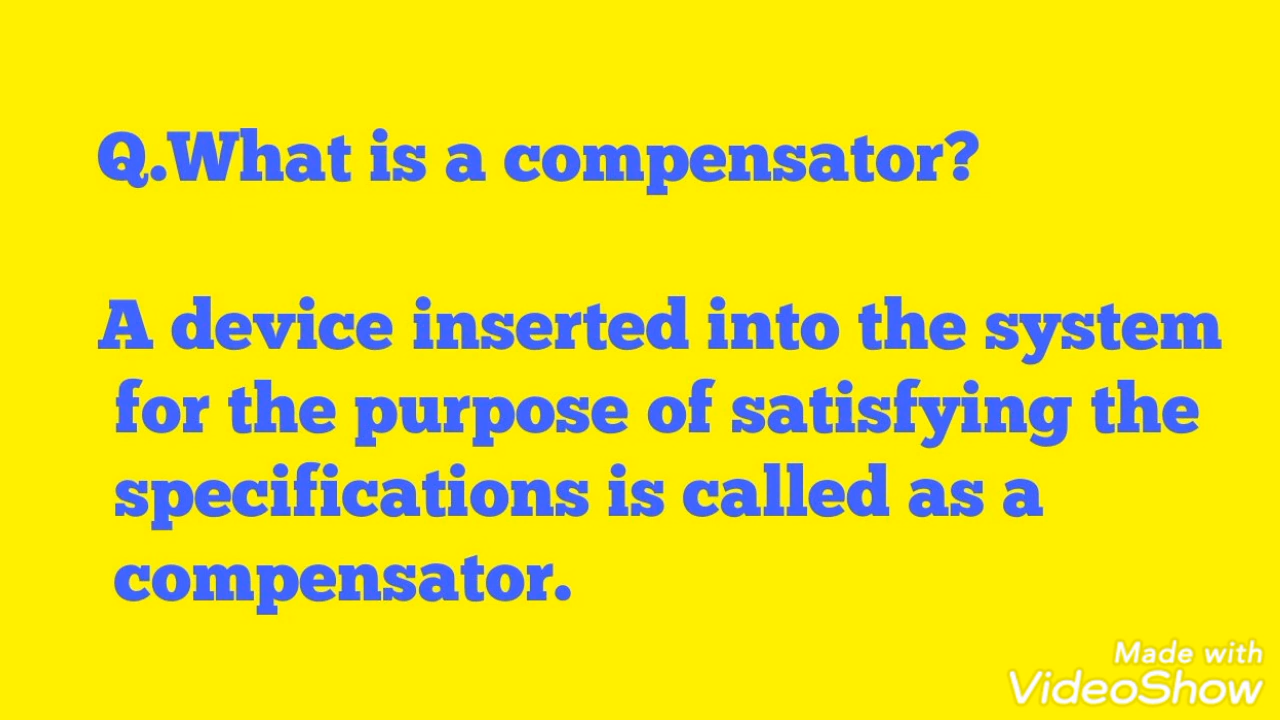 Q.What is a compensator?
A device inserted into the system
for the purpose of satisfying the
specifications is called as a
compensator.
Made with
VideoShow